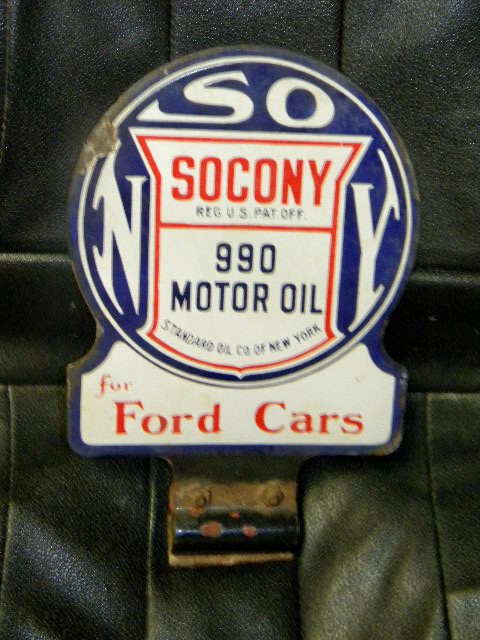 SO
N Y
SOCONY
REG U.S. PAT OFF.
990
MOTOR OIL
STANDARD OIL CO. OF NEW YORK
for
Ford Cars